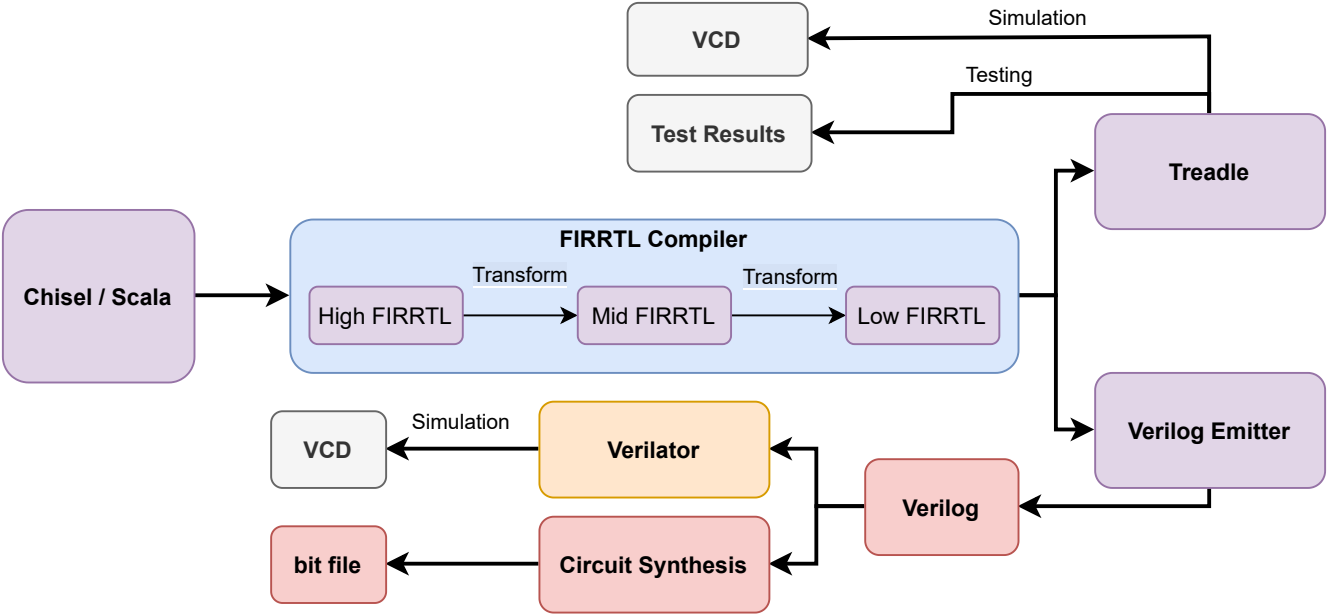 Simulation
VCD
Testing
Test Results
Treadle
FIRRTL Compiler
Transform
Transform
Chisel / Scala
High FIRRTL
Mid FIRRTL
Low FIRRTL
Simulation
Verilog Emitter
VCD
Verilator
Verilog
bit file
Circuit Synthesis